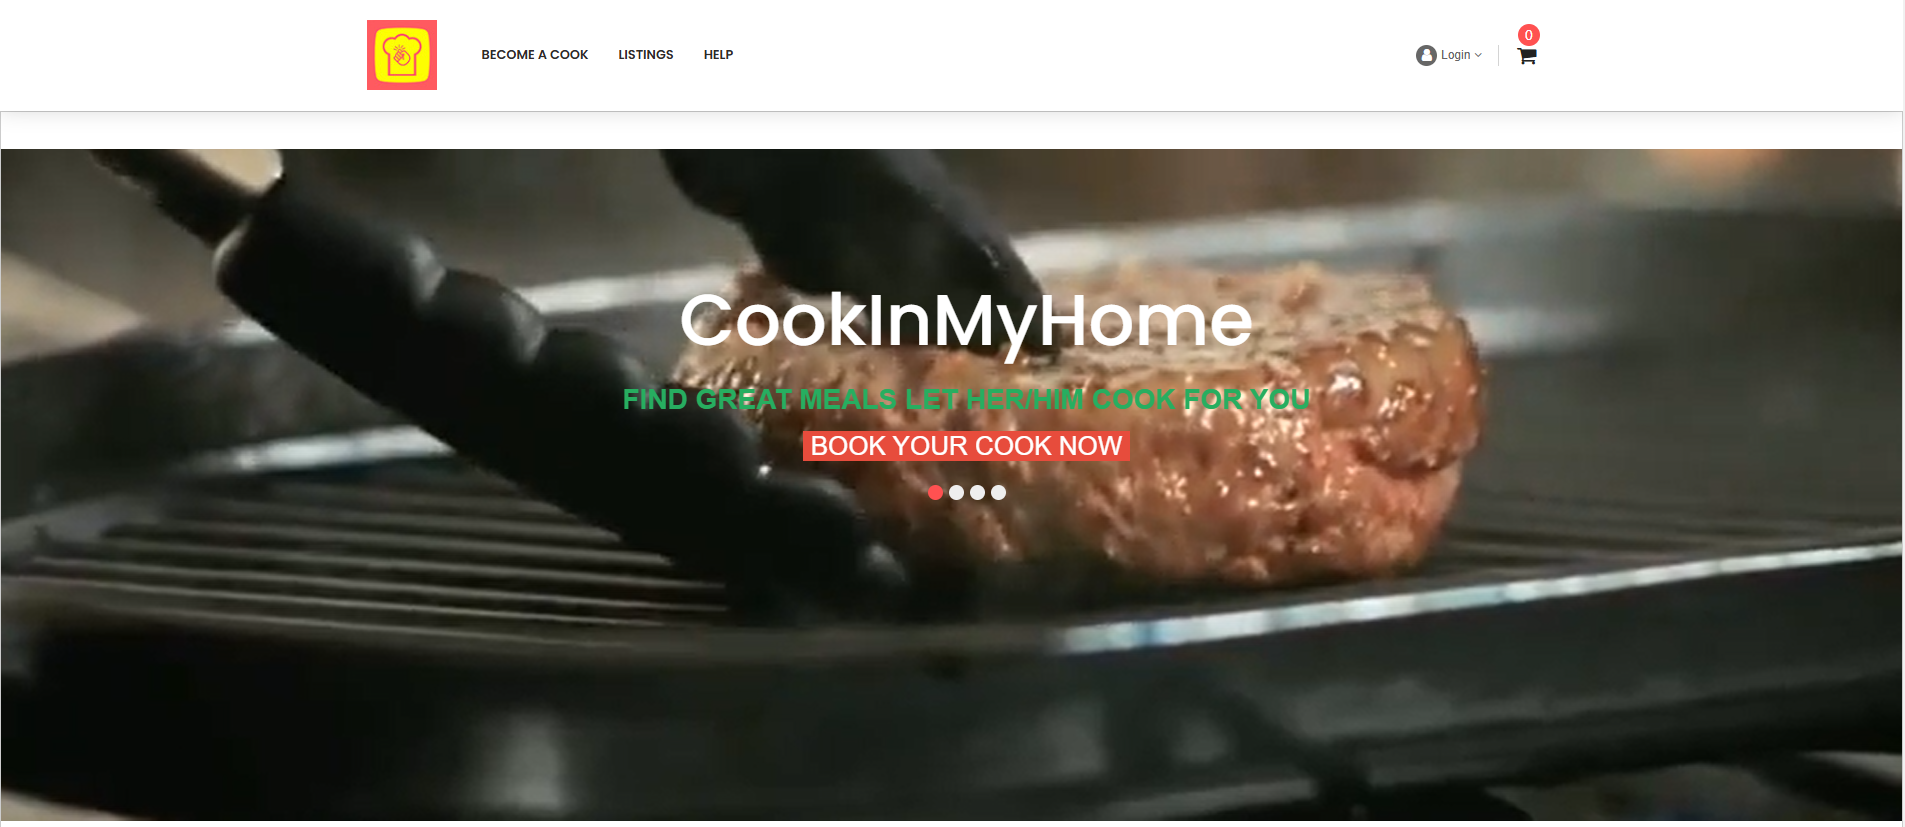 BECOME A COOK LISTINGS HELP Login 0
CookInMyHome
FIND GREAT MEALS LET HER/HIM COOK FOR YOU
BOOK YOUR COOK NOW